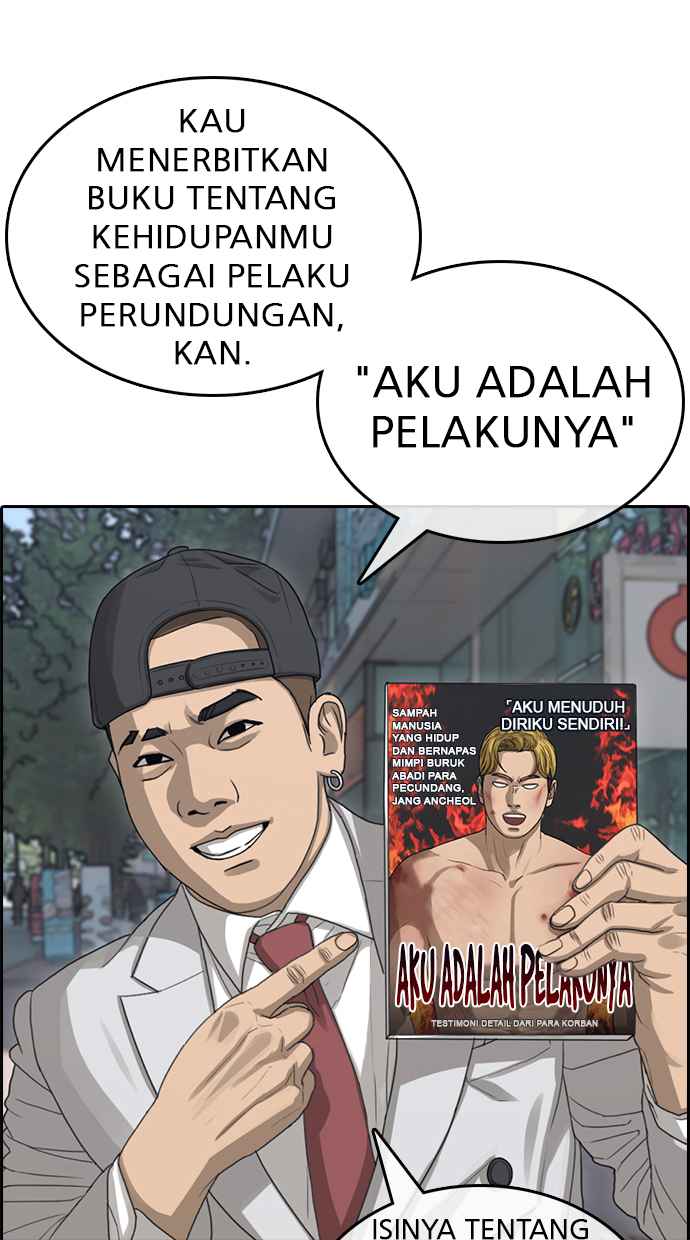 KAU
MENERBITKAN
BUKU TENTANG
KEHIDUPANMU
SEBAGAI PELAKU
PERUNDUNGAN,
KAN.
"AKU ADALAH
PELAKUNYA"
SAMPAH
MANUSIA
YANG HIDUP
DAN BERNAPAS
MIMPI BURUK
ABADI PARA
PECUNDANG,
JANG ANCHEOL
「AKU MENUDUH
DIRIKU SENDIRI」
AKU ADALAH PELAKUNYA
TESTIMONI DETAIL DARI PARA KORBAN
ISINYA TENTANG